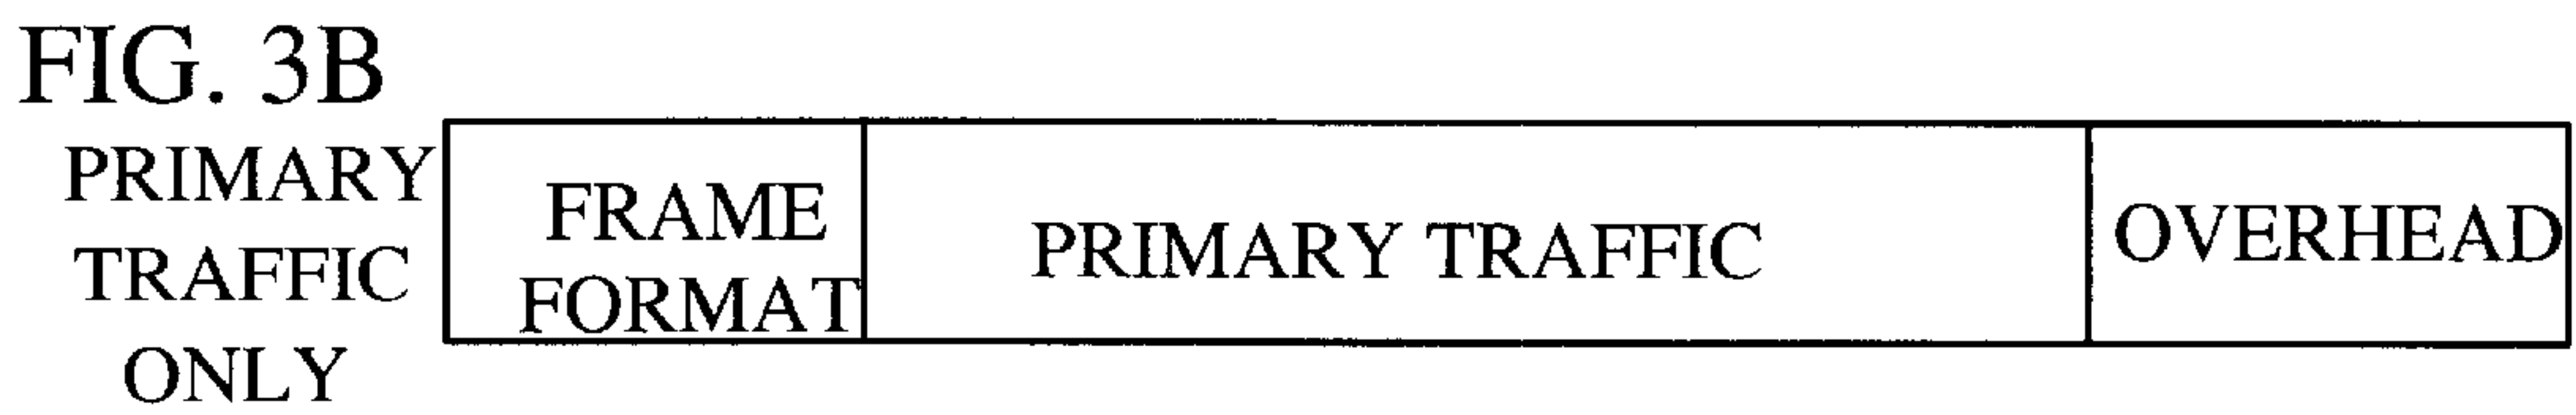 FIG. 3B
PRIMARY
TRAFFIC
ONLY
FRAME
FORMAT
PRIMARY TRAFFIC
OVERHEAD